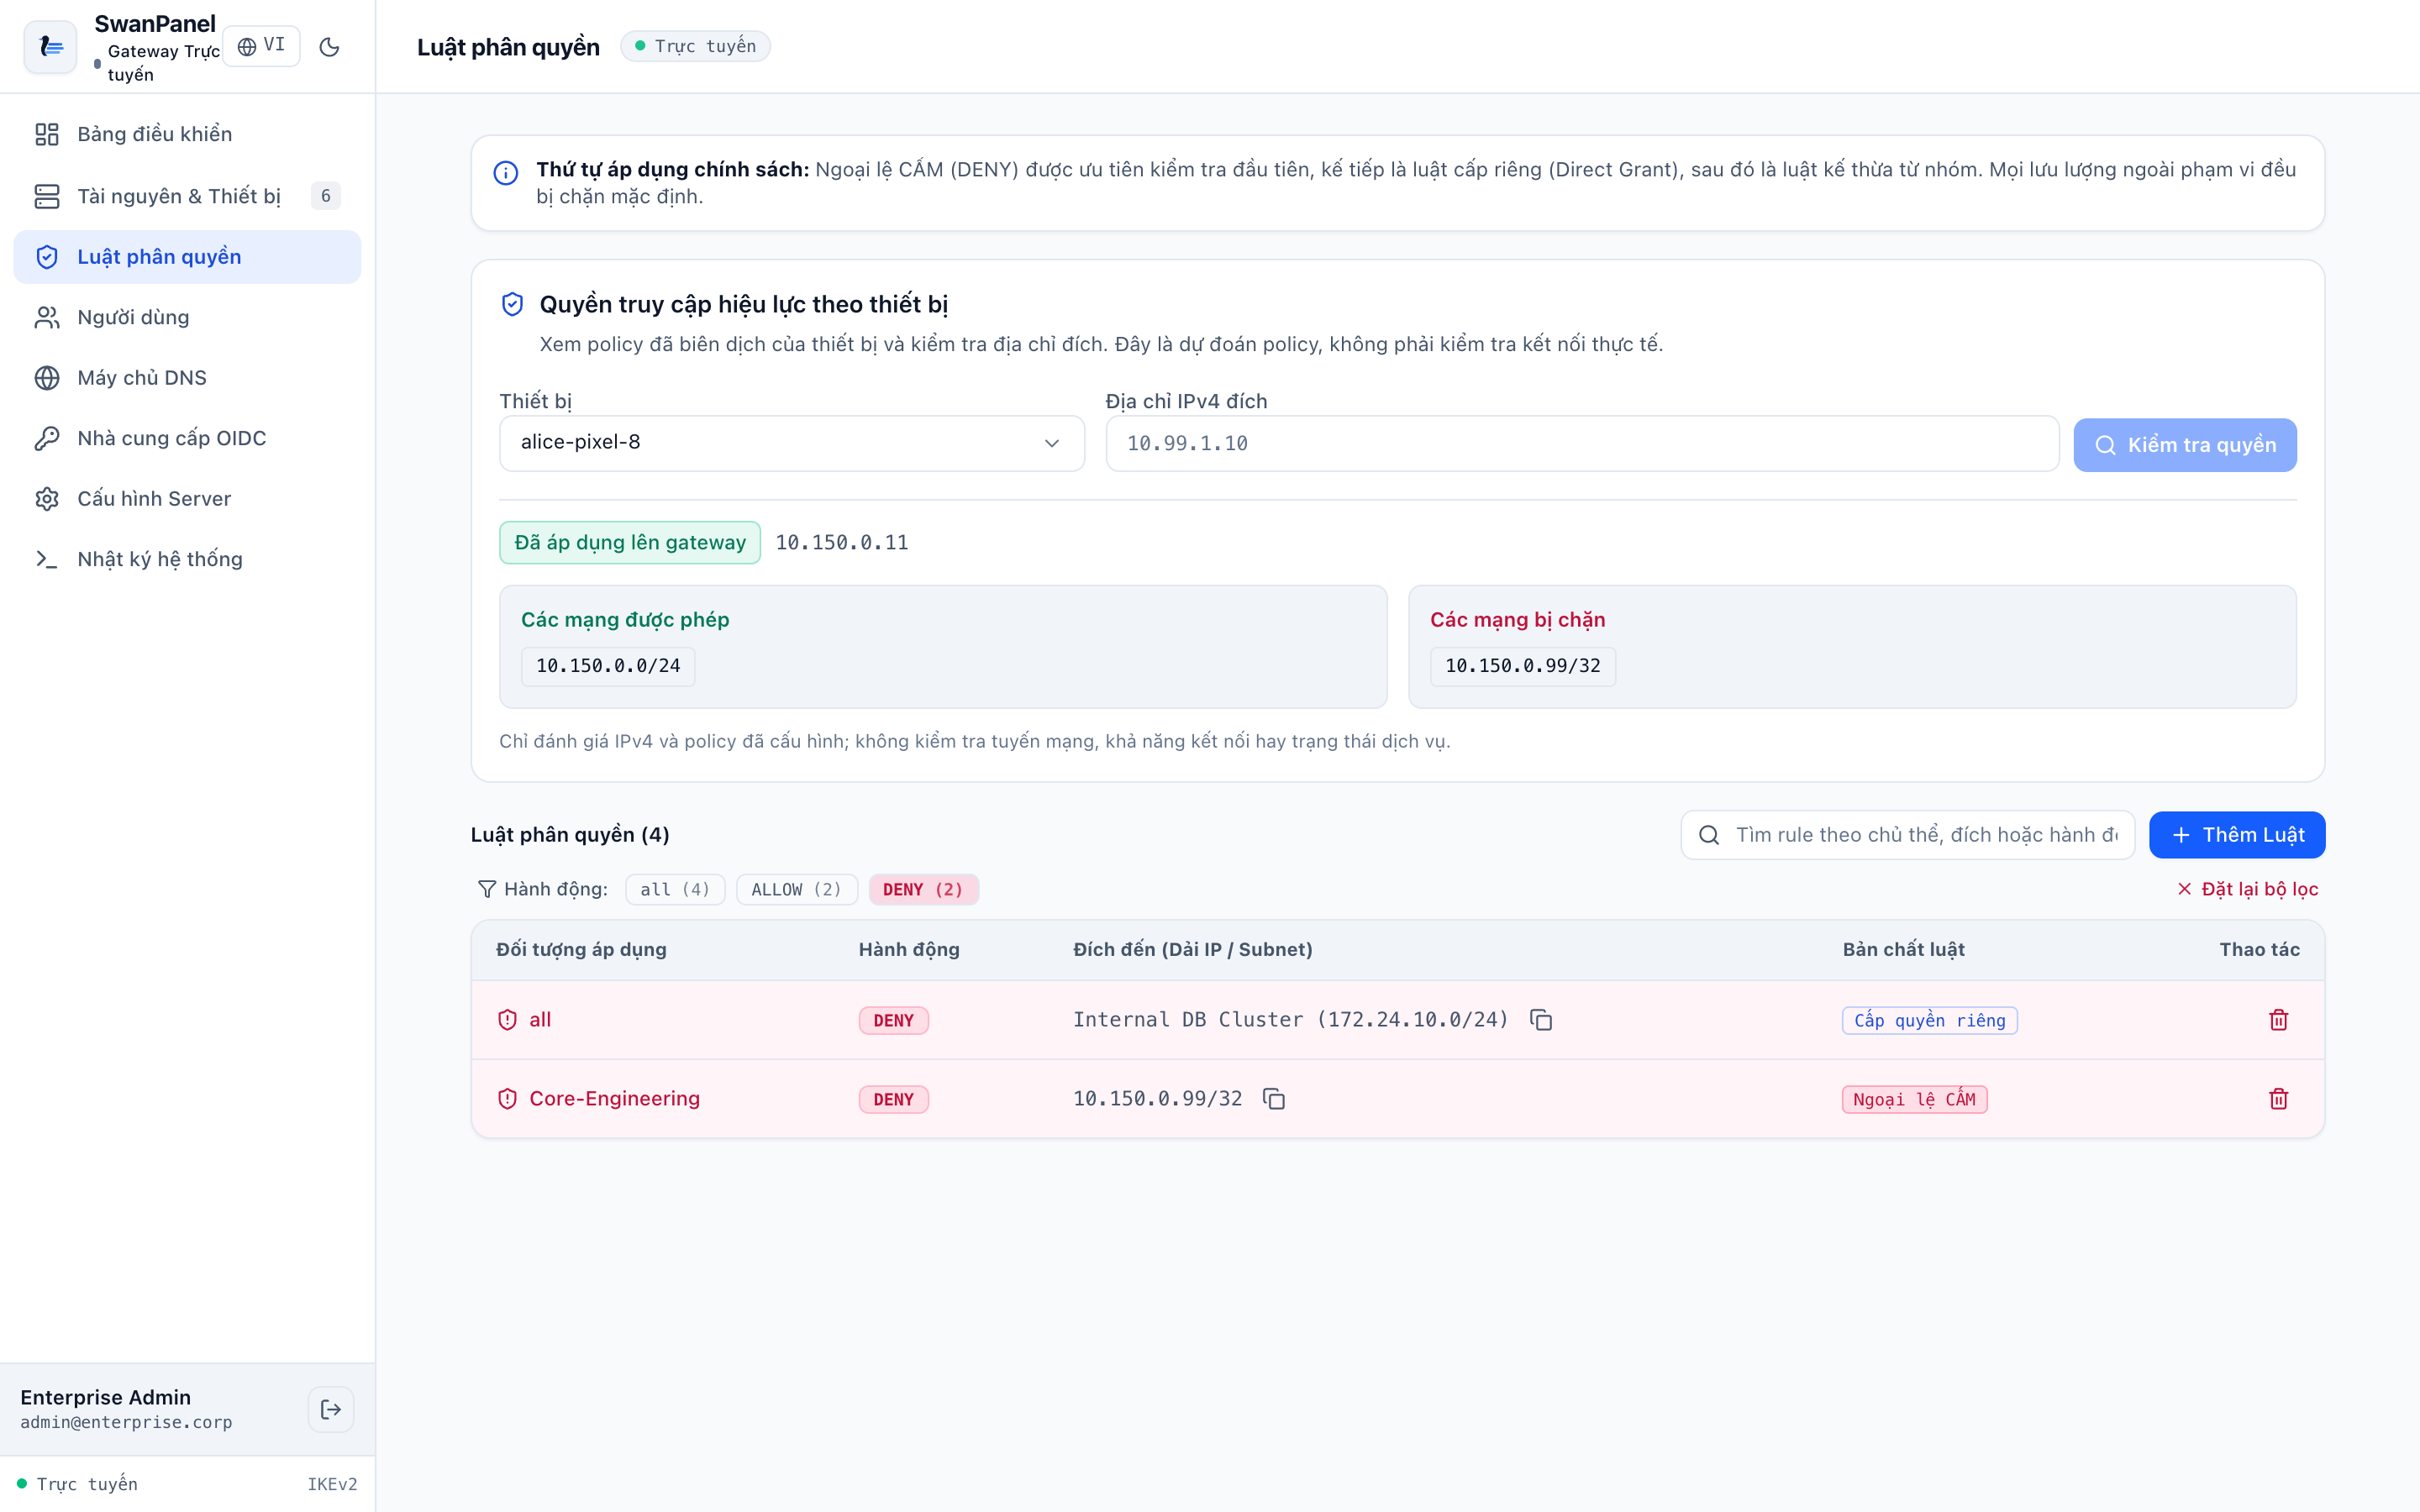 SwanPanel
Gateway Trực tuyến
VI
Luật phân quyền
Trực tuyến
Bảng điều khiển
Tài nguyên & Thiết bị
6
Luật phân quyền
Người dùng
Máy chủ DNS
Nhà cung cấp OIDC
Cấu hình Server
Nhật ký hệ thống
Enterprise Admin
admin@enterprise.corp
Trực tuyến
IKEv2
Thứ tự áp dụng chính sách: Ngoại lệ CẤM (DENY) được ưu tiên kiểm tra đầu tiên, kế tiếp là luật cấp riêng (Direct Grant), sau đó là luật kế thừa từ nhóm. Mọi lưu lượng ngoài phạm vi đều
bị chặn mặc định.
Quyền truy cập hiệu lực theo thiết bị
Xem policy đã biên dịch của thiết bị và kiểm tra địa chỉ đích. Đây là dự đoán policy, không phải kiểm tra kết nối thực tế.
Thiết bị
Địa chỉ IPv4 đích
alice-pixel-8
10.99.1.10
Kiểm tra quyền
Đã áp dụng lên gateway
10.150.0.11
Các mạng được phép
10.150.0.0/24
Các mạng bị chặn
10.150.0.99/32
Chỉ đánh giá IPv4 và policy đã cấu hình; không kiểm tra tuyến mạng, khả năng kết nối hay trạng thái dịch vụ.
Luật phân quyền (4)
Tìm rule theo chủ thể, đích hoặc hành
Thêm Luật
Hành động:
all (4)
ALLOW (2)
DENY (2)
Đặt lại bộ lọc
Đối tượng áp dụng
Hành động
Đích đến (Dải IP / Subnet)
Bản chất luật
Thao tác
all
DENY
Internal DB Cluster (172.24.10.0/24)
Cấp quyền riêng
Core-Engineering
DENY
10.150.0.99/32
Ngoại lệ CẤM